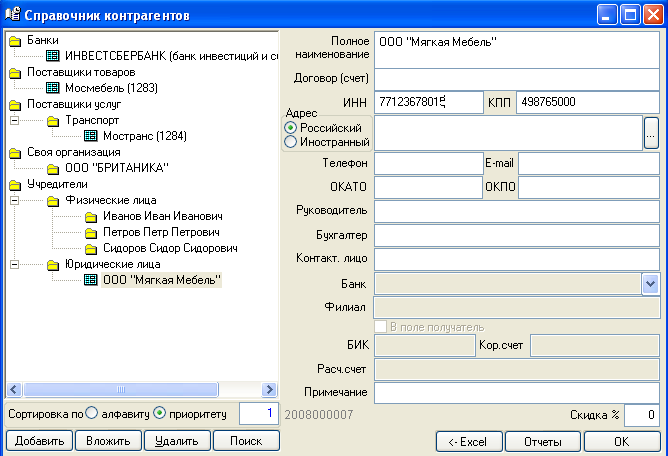 Справочник контрагентов
Банки
ИНВЕСТСБЕРБАНК (банк инвестиций и сб
Поставщики товаров
Мосмебель (1283)
Поставщики услуг
Транспорт
Мостранс (1284)
Своя организация
ООО "БРИТАНИКА"
Учредители
Физические лица
Иванов Иван Иванович
Петров Петр Петрович
Сидоров Сидор Сидорович
Юридические лица
ООО "Мягкая Мебель"
Сортировка по алфавиту приоритету 1
Добавить Вложить Удалить Поиск
Полное наименование ООО "Мягкая Мебель"
Договор (счет)
ИНН 7712367801 КПП 498765000
Адрес
Российский
Иностранный ...
Телефон E-mail
ОКАТО ОКПО
Руководитель
Бухгалтер
Контакт. лицо
Банк
Филиал
В поле получатель
БИК Кор.счет
Расч.счет
Примечание
2008000007 Скидка % 0
<- Excel Отчеты OK